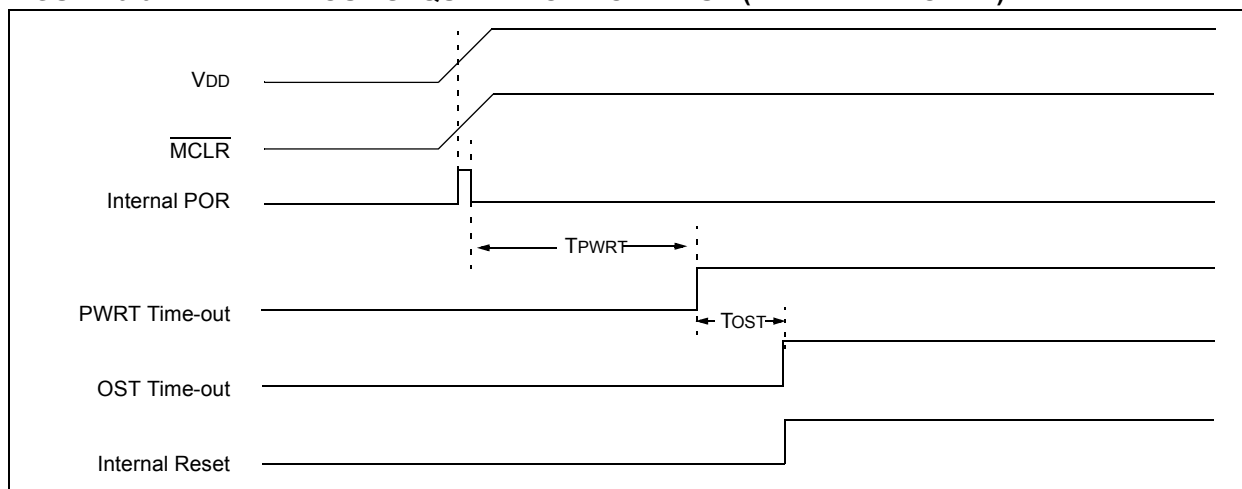 VDD
MCLR
Internal POR
TPWRT
PWRT Time-out
TOST
OST Time-out
Internal Reset